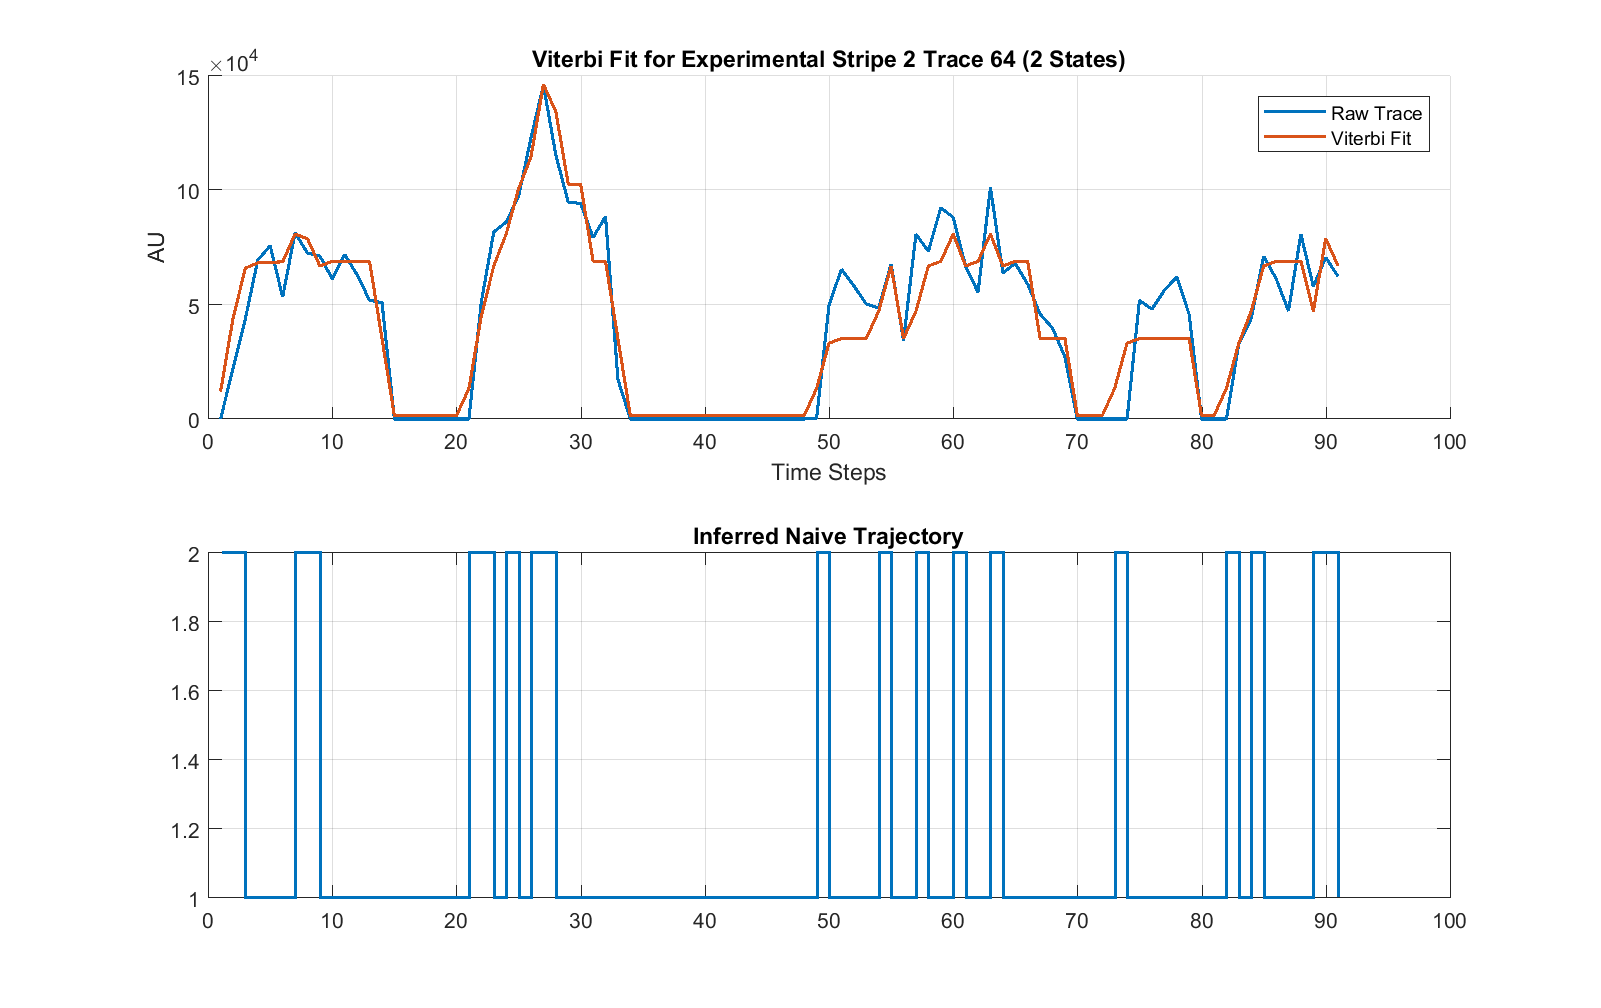 Viterbi Fit for Experimental Stripe 2 Trace 64 (2 States)
×10^4
15
10
5
0
AU
Raw Trace
Viterbi Fit
0 10 20 30 40 50 60 70 80 90 100
Time Steps
Inferred Naive Trajectory
2
1.8
1.6
1.4
1.2
1
0 10 20 30 40 50 60 70 80 90 100